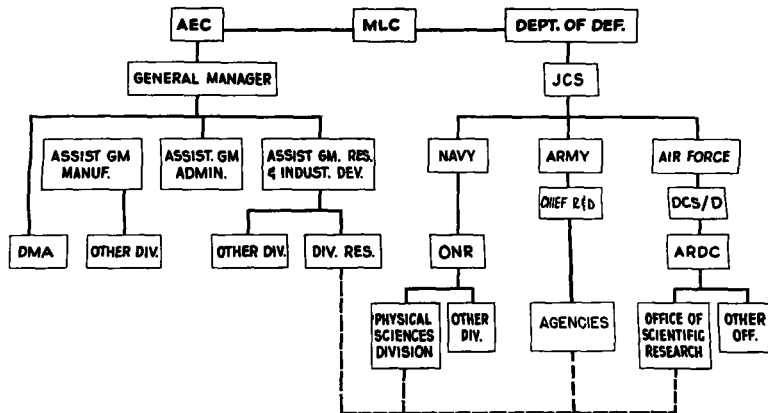 AEC
MLC
DEPT. OF DEF.
GENERAL MANAGER
JCS
ASSIST GM
MANUF.
ASSIST. GM
ADMIN.
ASSIST GM. RES.
& INDUST. DEV.
NAVY
ARMY
AIR FORCE
CHIEF R&D
DCS/D
DMA
OTHER DIV.
OTHER DIV.
DIV. RES.
ONR
ARDC
PHYSICAL
SCIENCES
DIVISION
OTHER
DIV.
AGENCIES
OFFICE OF
SCIENTIFIC
RESEARCH
OTHER
OFF.